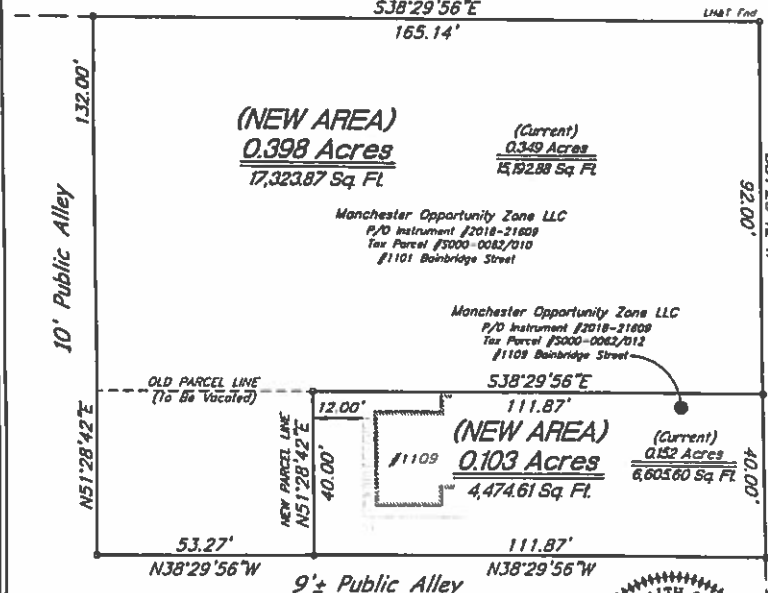 S38°29'56"E
165.14'
LH&T Fnd
132.00'
(NEW AREA)
0.398 Acres
17,323.87 Sq. Ft.
(Current)
0.349 Acres
15,192.88 Sq. Ft.
92.00'
10' Public Alley
Manchester Opportunity Zone LLC
P/O Instrument #2018-21609
Tax Parcel #S000-0082/010
#1101 Bainbridge Street
Manchester Opportunity Zone LLC
P/O Instrument #2018-21609
Tax Parcel #S000-0082/012
#1109 Bainbridge Street
OLD PARCEL LINE
(To Be Vacated)
S38°29'56"E
111.87'
12.00'
N51°28'42"E
NEW PARCEL LINE
N51°28'42"E
40.00'
#1109
(NEW AREA)
0.103 Acres
4,474.61 Sq. Ft.
(Current)
0.152 Acres
6,605.60 Sq. Ft.
40.00'
53.27'
N38°29'56"W
111.87'
N38°29'56"W
9'± Public Alley